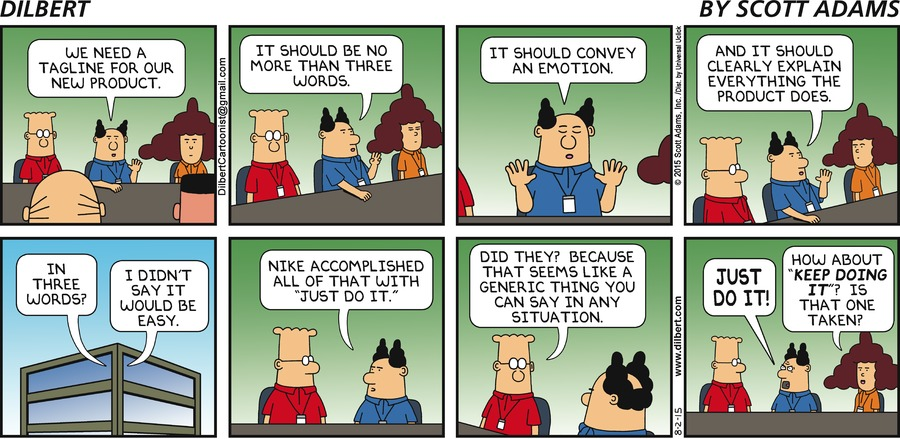 DILBERT
BY SCOTT ADAMS
WE NEED A
TAGLINE FOR OUR
NEW PRODUCT.
DilbertCartoonist@gmail.com
IT SHOULD BE NO
MORE THAN THREE
WORDS.
IT SHOULD CONVEY
AN EMOTION.
© 2015 Scott Adams, Inc. /Dist. by Universal Uclick
AND IT SHOULD
CLEARLY EXPLAIN
EVERYTHING THE
PRODUCT DOES.
IN
THREE
WORDS?
I DIDN'T
SAY IT
WOULD BE
EASY.
NIKE ACCOMPLISHED
ALL OF THAT WITH
"JUST DO IT."
DID THEY? BECAUSE
THAT SEEMS LIKE A
GENERIC THING YOU
CAN SAY IN ANY
SITUATION.
8-2-15
www.dilbert.com
JUST
DO IT!
HOW ABOUT
"KEEP DOING
IT"? IS
THAT ONE
TAKEN?